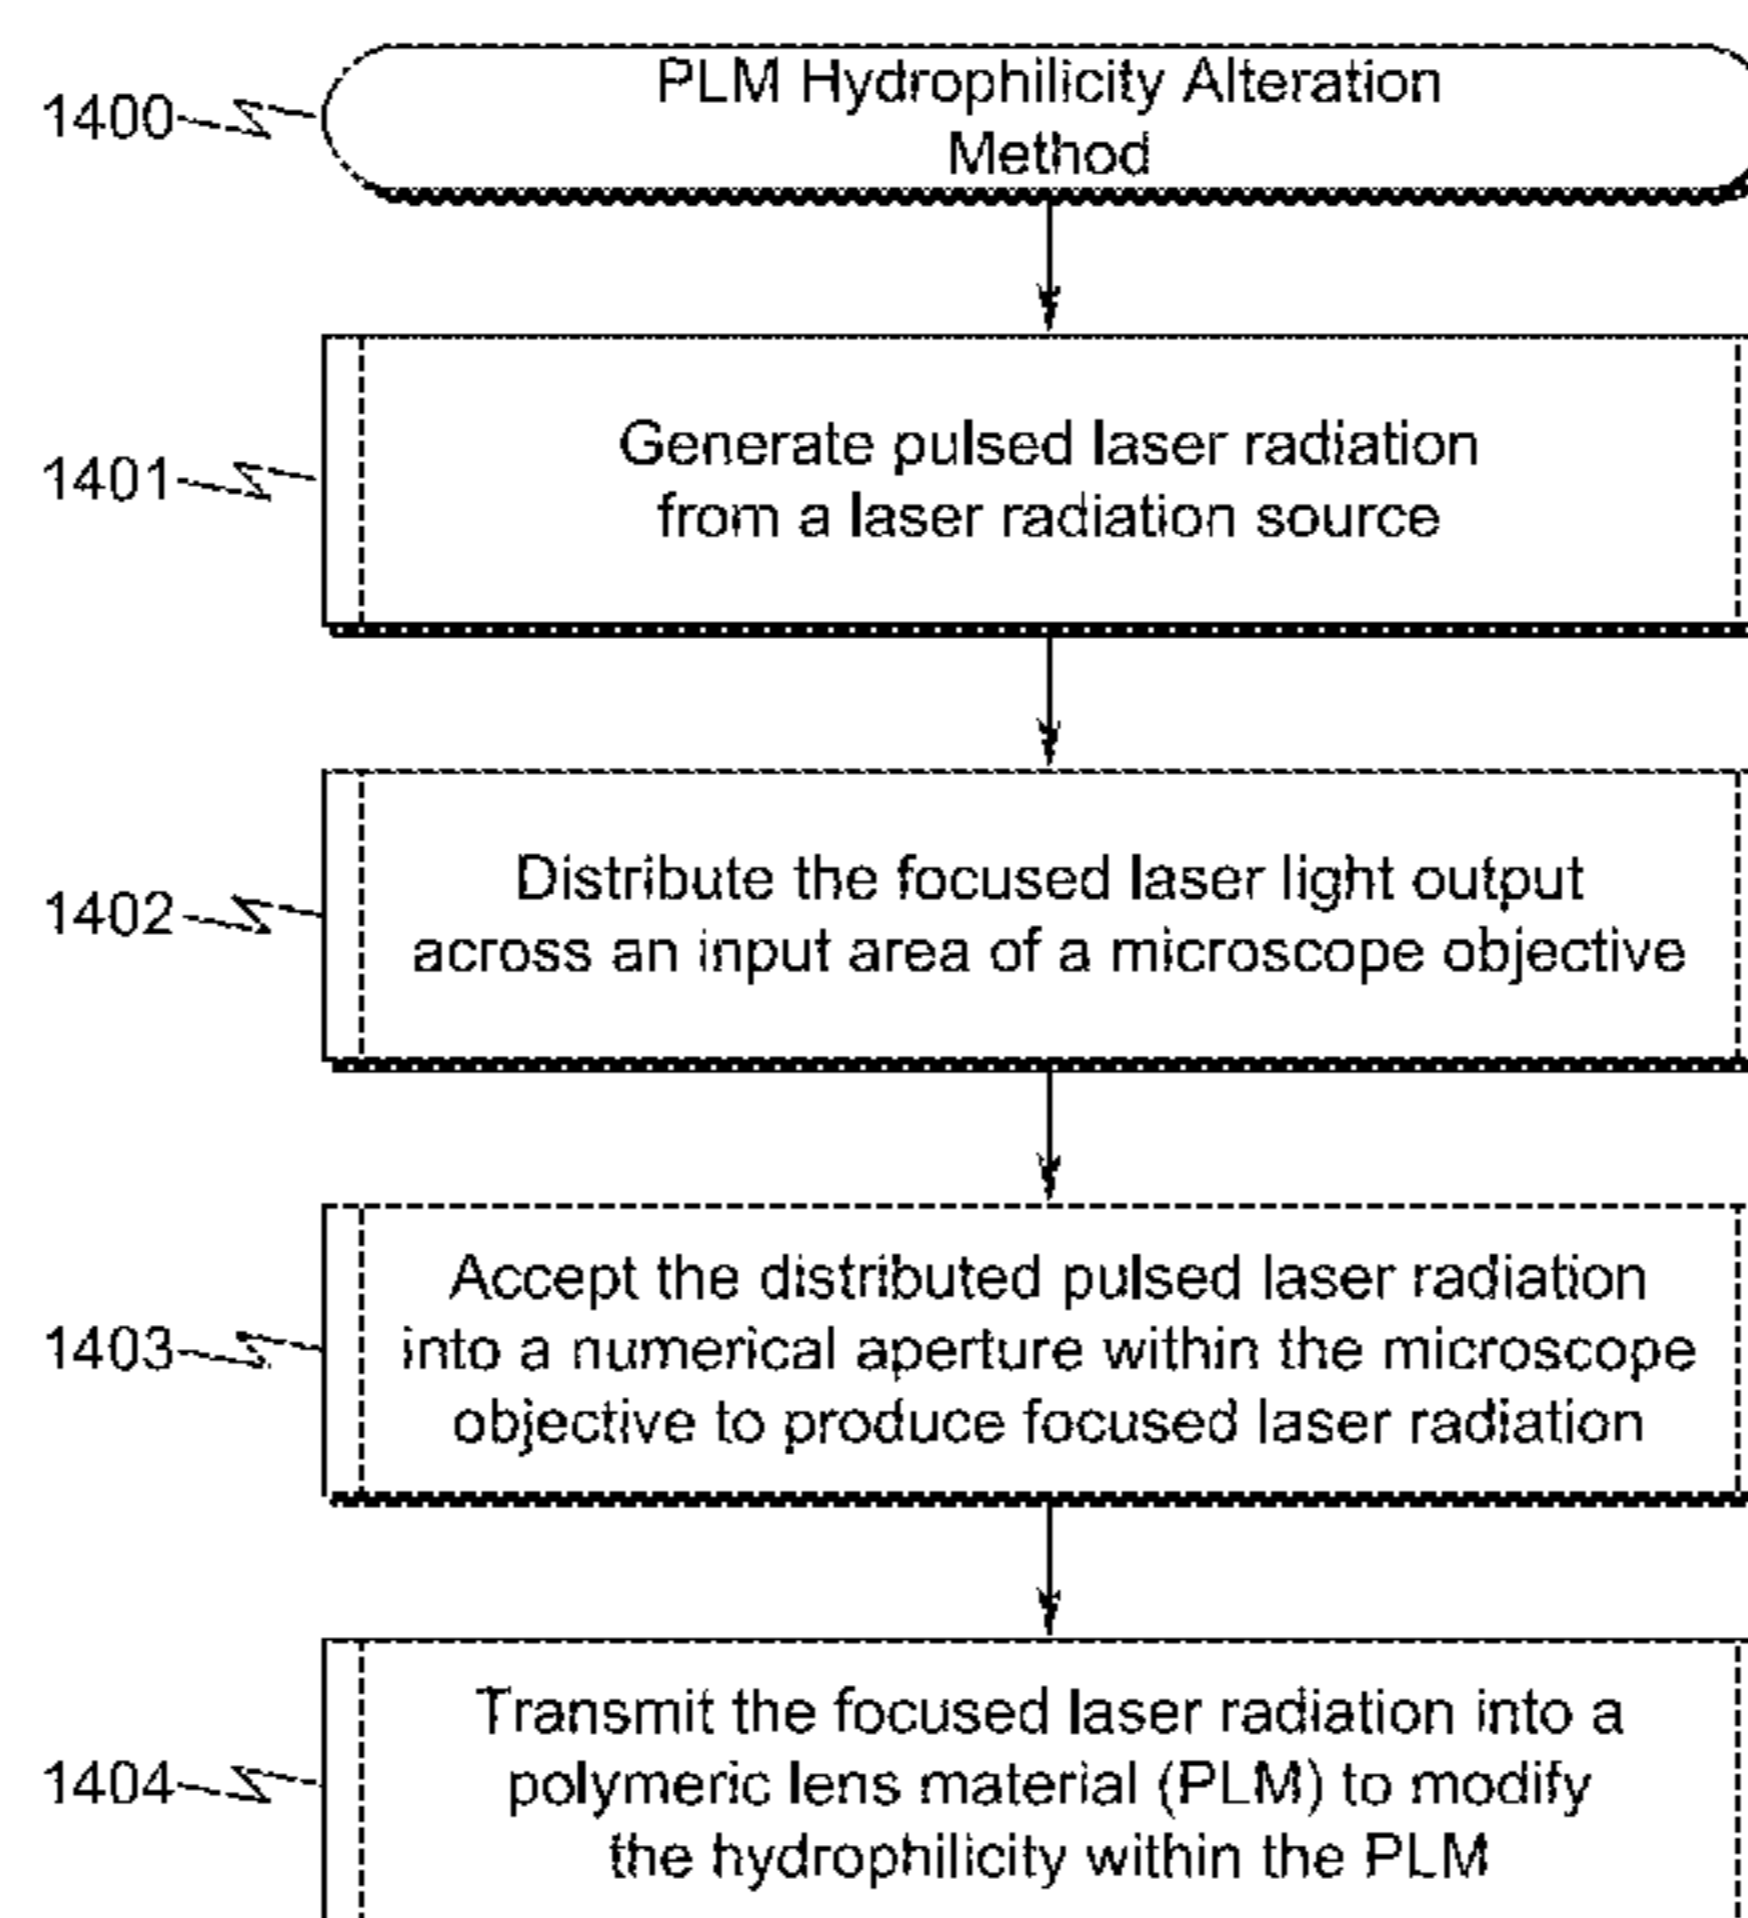 1400
PLM Hydrophilicity Alteration
Method
1401
Generate pulsed laser radiation
from a laser radiation source
1402
Distribute the focused laser light output
across an input area of a microscope objective
1403
Accept the distributed pulsed laser radiation
into a numerical aperture within the microscope
objective to produce focused laser radiation
1404
Transmit the focused laser radiation into a
polymeric lens material (PLM) to modify
the hydrophilicity within the PLM